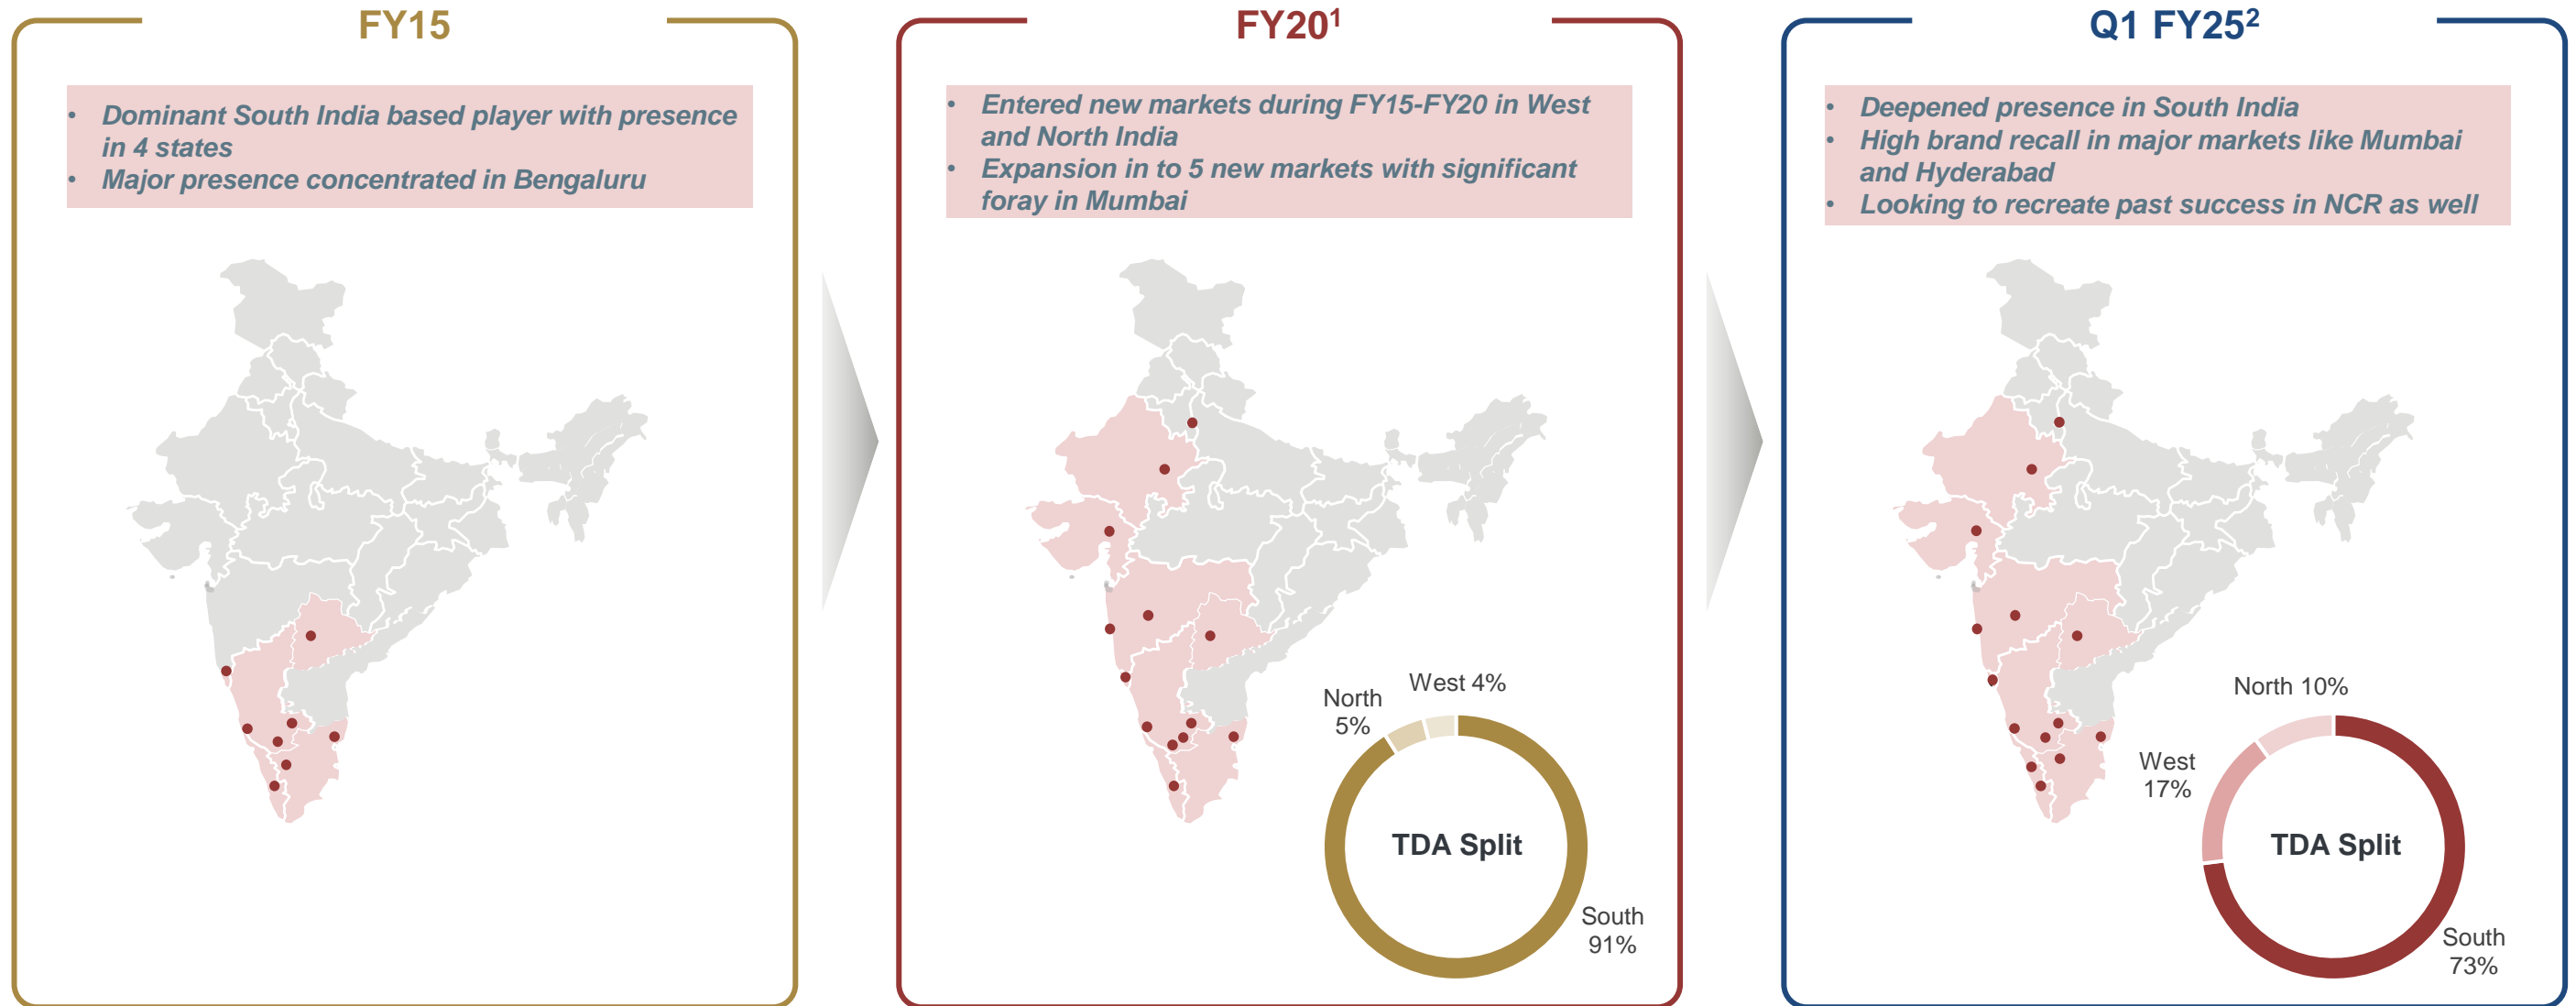 FY15
• Dominant South India based player with presence
in 4 states
• Major presence concentrated in Bengaluru
FY20¹
• Entered new markets during FY15-FY20 in West
and North India
• Expansion in to 5 new markets with significant
foray in Mumbai
North
5%
West 4%
TDA Split
South
91%
Q1 FY25²
• Deepened presence in South India
• High brand recall in major markets like Mumbai
and Hyderabad
• Looking to recreate past success in NCR as well
North 10%
West
17%
TDA Split
South
73%